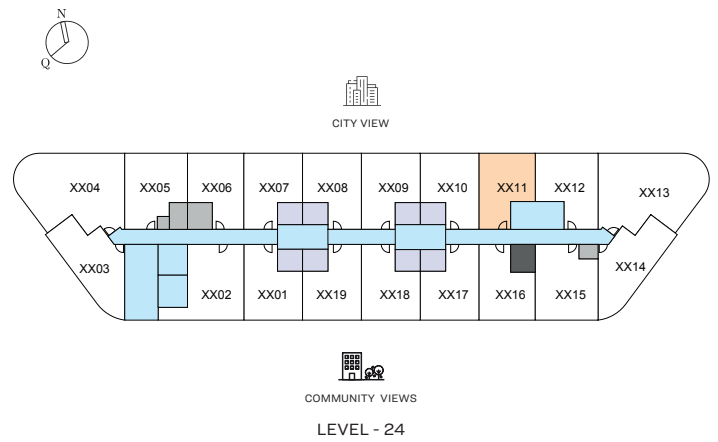 N
Q
CITY VIEW
XX04 XX05 XX06 XX07 XX08 XX09 XX10 XX11 XX12 XX13
XX03 XX14
XX02 XX01 XX19 XX18 XX17 XX16 XX15
COMMUNITY VIEWS
LEVEL - 24